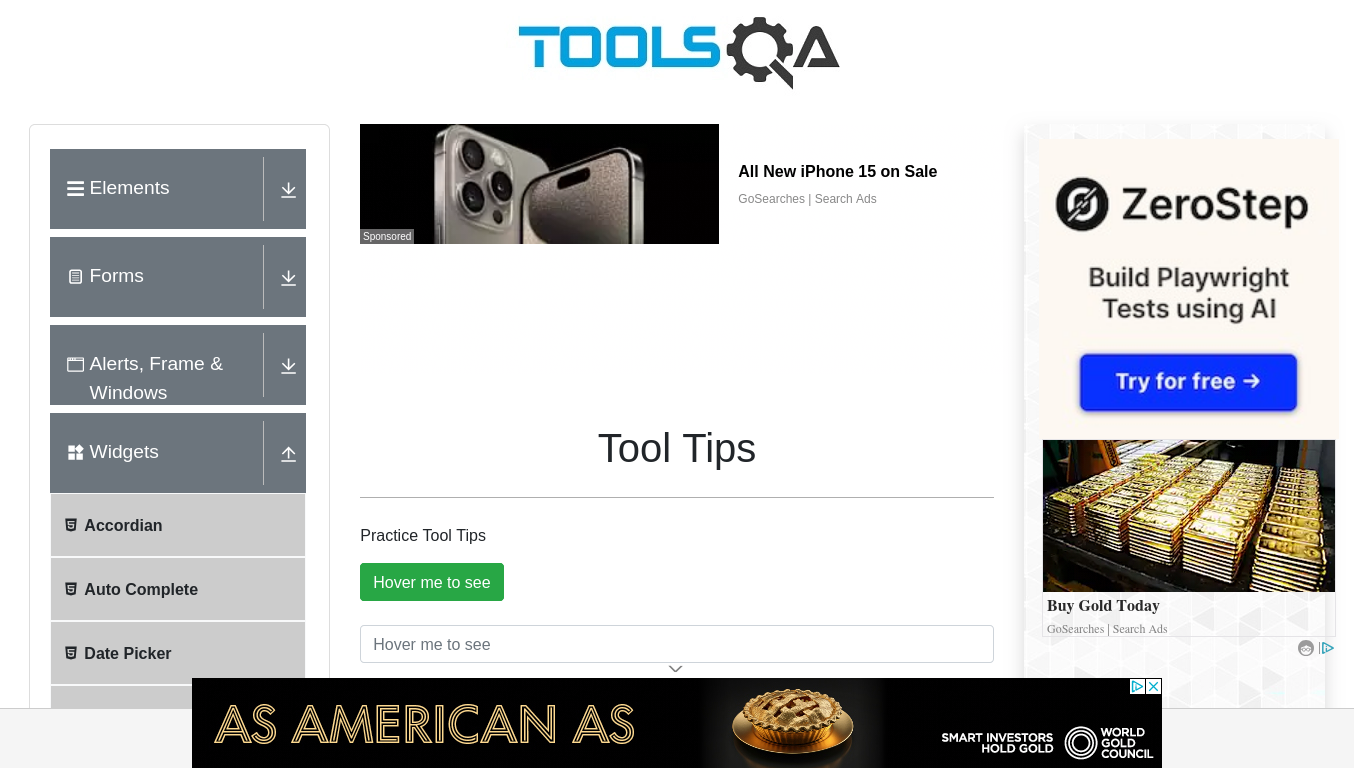 TOOLSQA
Elements
Forms
Alerts, Frame &
Windows
Widgets
Accordian
Auto Complete
Date Picker
Sponsored
All New iPhone 15 on Sale
GoSearches | Search Ads
Tool Tips
Practice Tool Tips
Hover me to see
Hover me to see
ZeroStep
Build Playwright
Tests using AI
Try for free →
Buy Gold Today
GoSearches | Search Ads
AS AMERICAN AS
SMART INVESTORS
HOLD GOLD
WORLD
GOLD
COUNCIL